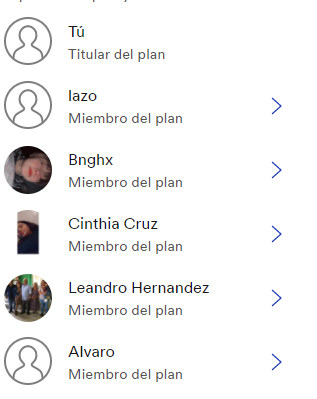 Tú
Titular del plan
lazo
Miembro del plan
Bnghx
Miembro del plan
Cinthia Cruz
Miembro del plan
Leandro Hernandez
Miembro del plan
Alvaro
Miembro del plan